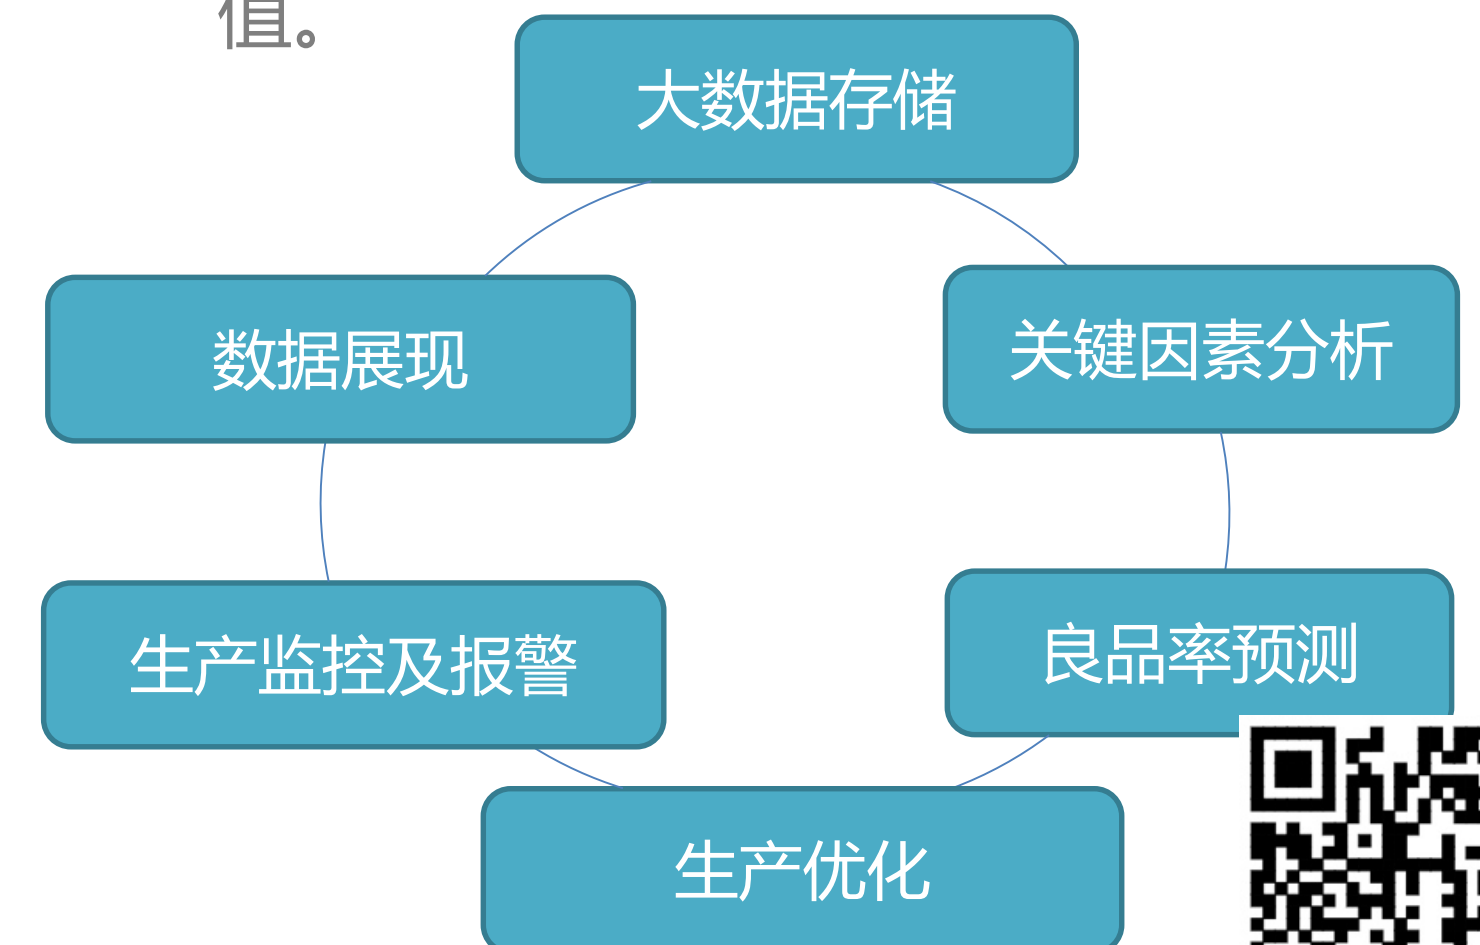 值。
大数据存储
数据展现
关键因素分析
生产监控及报警
良品率预测
生产优化